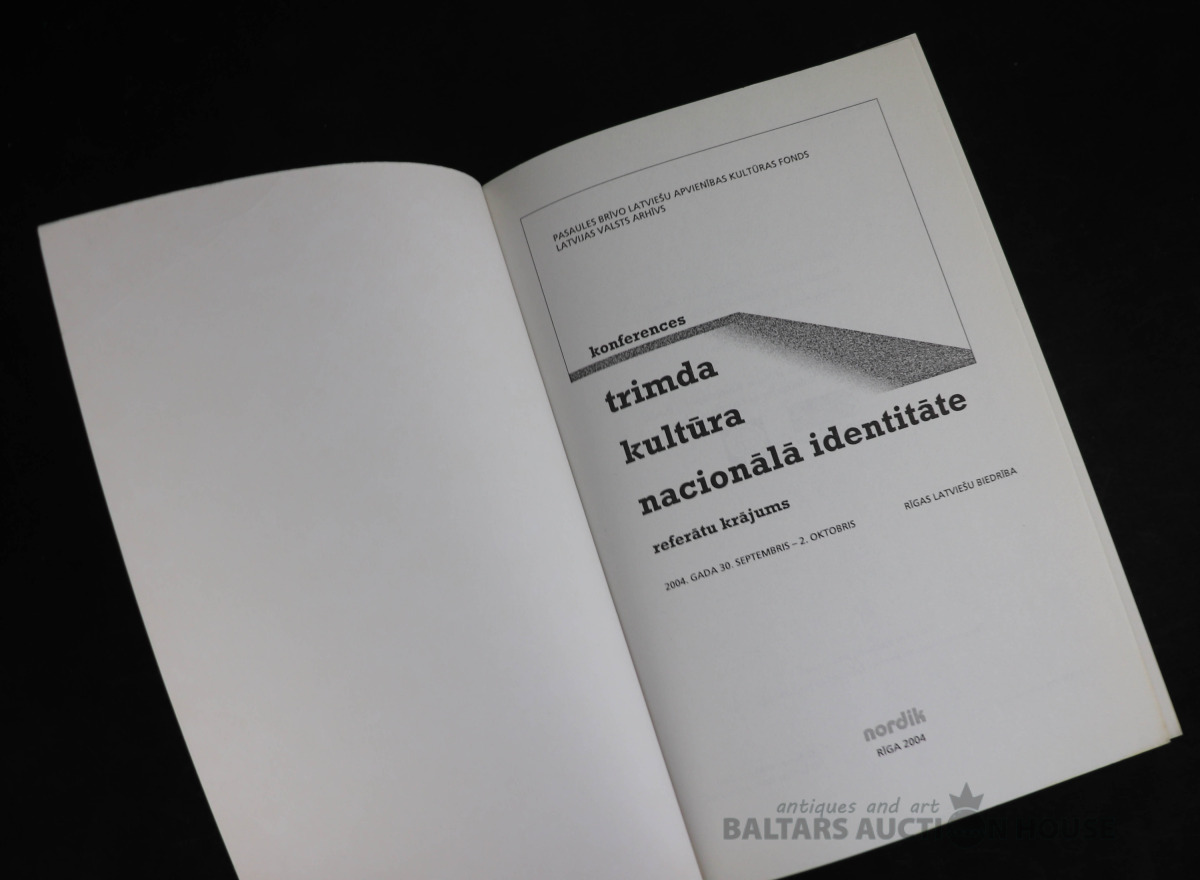 PASAULES BRĪVO LATVIEŠU APVIENĪBAS KULTŪRAS FONDS
LATVIJAS VALSTS ARHĪVS
konferences
trimda
kultūra
nacionālā identitāte
referātu krājums
2004. GADA 30. SEPTEMBRIS – 2. OKTOBRIS
RĪGAS LATVIEŠU BIEDRĪBA
nordik
RĪGA 2004
antiques and art
BALTARS AUCTION HOUSE